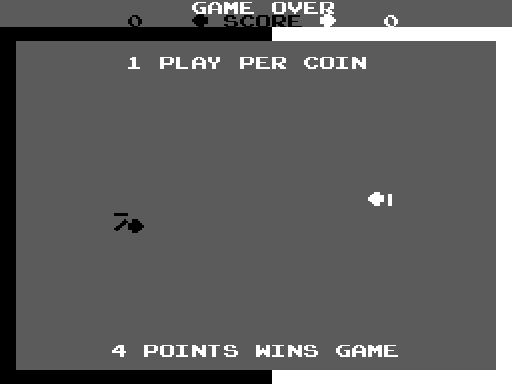 GAME OVER
0 SCORE 0
1 PLAY PER COIN
4 POINTS WINS GAME